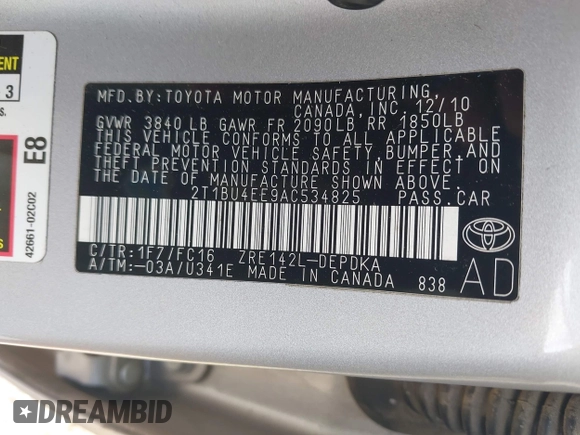 ENT
3
s.
E8
42661-02C02
MFD. BY:TOYOTA MOTOR MANUFACTURING,
CANADA,INC. 12/10
GVWR 3840 LB GAWR FR 2090LB RR 1850LB
THIS VEHICLE CONFORMS TO ALL APPLICABLE
FEDERAL MOTOR VEHICLE SAFETY,BUMPER,AND
THEFT PREVENTION STANDARDS IN EFFECT ON
THE DATE OF MANUFACTURE SHOWN ABOVE.
2T1BU4EE9AC534825 PASS.CAR
C/TR:1F7/FC16 ZRE142L-DEPDKA
A/TM:-03A/U341E MADE IN CANADA 838
AD
DREAMBID